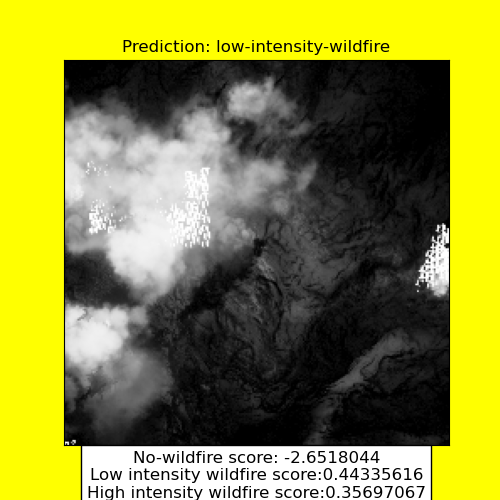 Prediction: low-intensity-wildfire
No-wildfire score: -2.6518044
Low intensity wildfire score:0.44335616
High intensity wildfire score:0.35697067